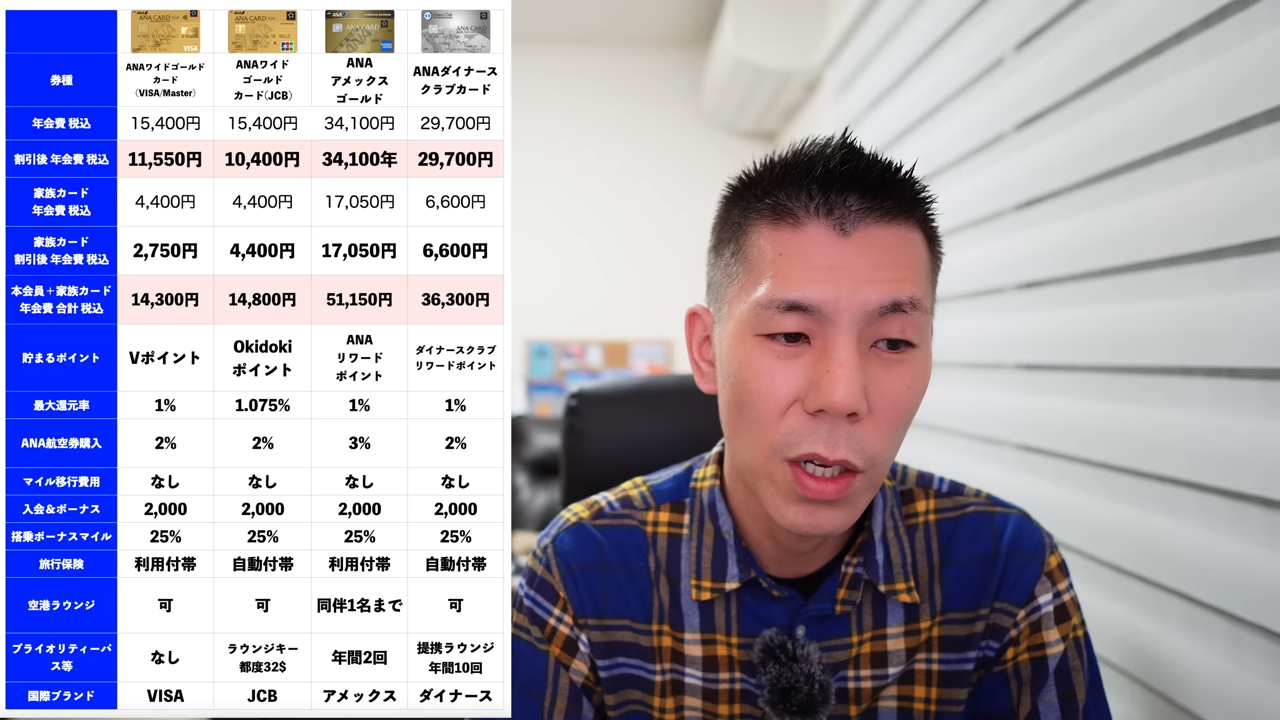 ANA CARD
VISA
ANA CARD
JCB
ANA CARD
Diners Club
ANA CARD
券種
ANAワイドゴールド
カード
(VISA/Master)
ANAワイド
ゴールド
カード(JCB)
ANA
アメックス
ゴールド
ANAダイナース
クラブカード
年会費 税込
15,400円
15,400円
34,100円
29,700円
割引後 年会費 税込
11,550円
10,400円
34,100年
29,700円
家族カード
年会費 税込
4,400円
4,400円
17,050円
6,600円
家族カード
割引後 年会費 税込
2,750円
4,400円
17,050円
6,600円
本会員+家族カード
年会費 合計 税込
14,300円
14,800円
51,150円
36,300円
貯まるポイント
Vポイント
Okidoki
ポイント
ANA
リワード
ポイント
ダイナースクラブ
リワードポイント
最大還元率
1%
1.075%
1%
1%
ANA航空券購入
2%
2%
3%
2%
マイル移行費用
なし
なし
なし
なし
入会&ボーナス
2,000
2,000
2,000
2,000
搭乗ボーナスマイル
25%
25%
25%
25%
旅行保険
利用付帯
自動付帯
利用付帯
自動付帯
空港ラウンジ
可
可
同伴1名まで
可
プライオリティーパ
ス等
なし
ラウンジキー
都度32$
年間2回
提携ラウンジ
年間10回
国際ブランド
VISA
JCB
アメックス
ダイナース